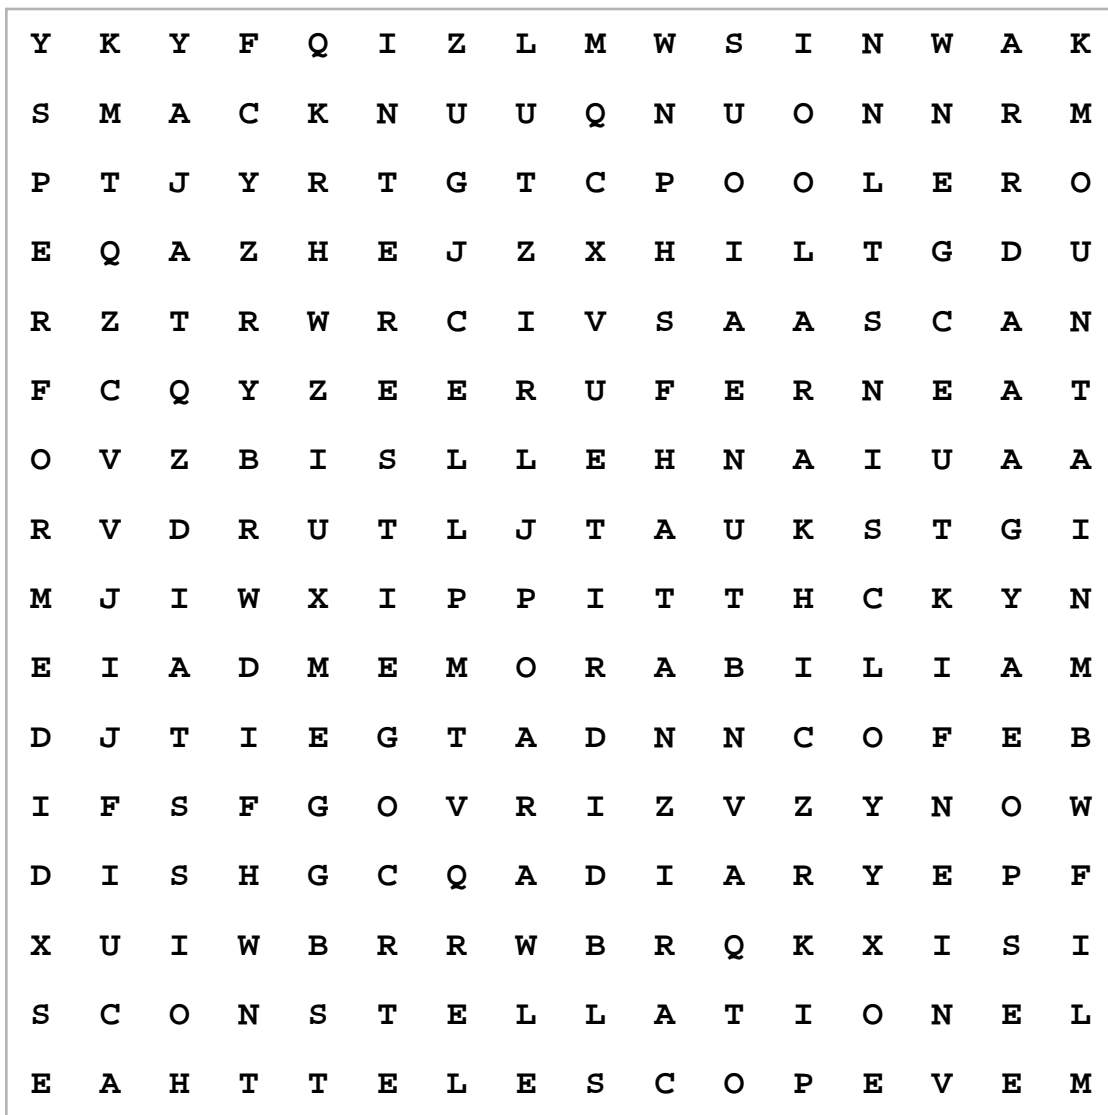 Y K Y F Q I Z L M W S I N W A K
S M A C K N U U Q N U O N N R M
P T J Y R T G T C P O O L E R O
E Q A Z H E J Z X H I L T G D U
R Z T R W R C I V S A A S C A N
F C Q Y Z E E R U F E R N E A T
O V Z B I S L L E H N A I U A A
R V D R U T L J T A U K S T G I
M J I W X I P P I T T H C K Y N
E I A D M E M O R A B I L I A M
D J T I E G T A D N N C O F E B
I F S F G O V R I Z V Z Y N O W
D I S H G C Q A D I A R Y E P F
X U I W B R R W B R Q K X I S I
S C O N S T E L L A T I O N E L
E A H T T E L E S C O P E V E M